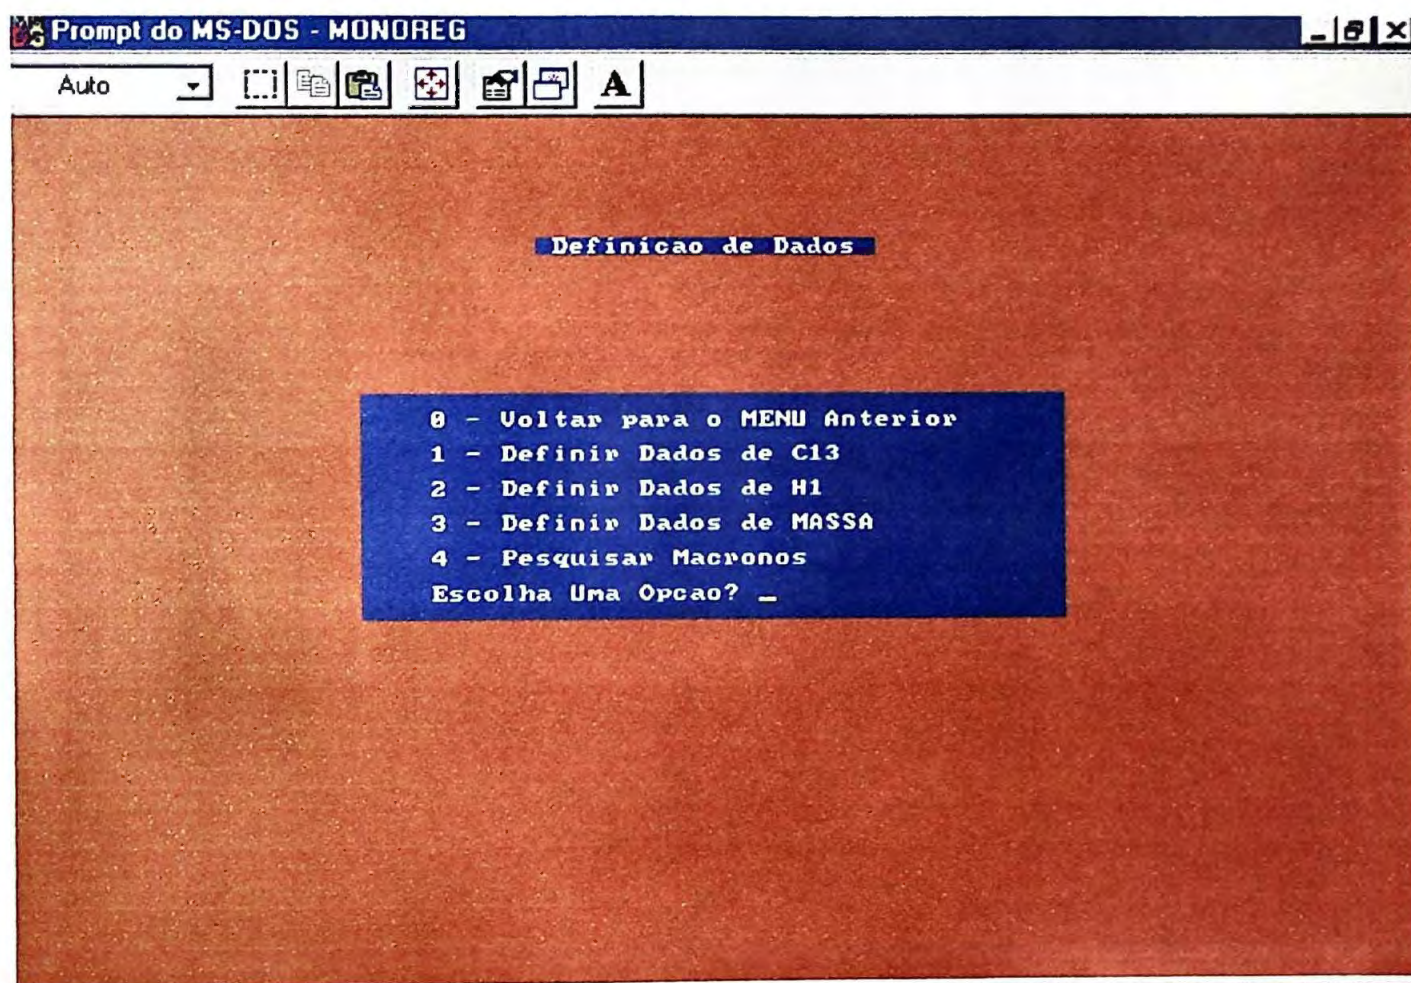 Prompt do MS-DOS - MONOREG
Auto
A
Definicao de Dados
0 - Voltar para o MENU Anterior
1 - Definir Dados de C13
2 - Definir Dados de H1
3 - Definir Dados de MASSA
4 - Pesquisar Macronos
Escolha Uma Opcao? _